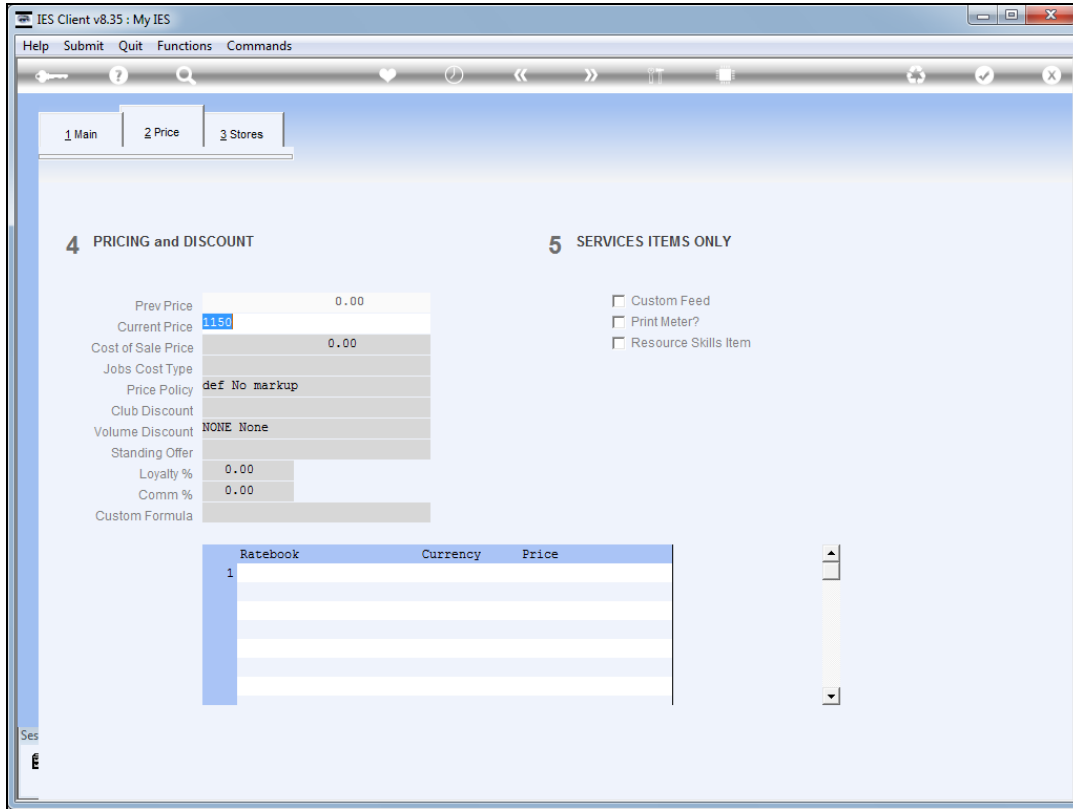 IES Client v8.35 : My IES
Help Submit Quit Functions Commands
1 Main 2 Price 3 Stores
4 PRICING and DISCOUNT
Prev Price 0.00
Current Price 1150
Cost of Sale Price 0.00
Jobs Cost Type
Price Policy def No markup
Club Discount
Volume Discount NONE None
Standing Offer
Loyalty % 0.00
Comm % 0.00
Custom Formula
5 SERVICES ITEMS ONLY
Custom Feed
Print Meter?
Resource Skills Item
Ratebook Currency Price
1
Ses